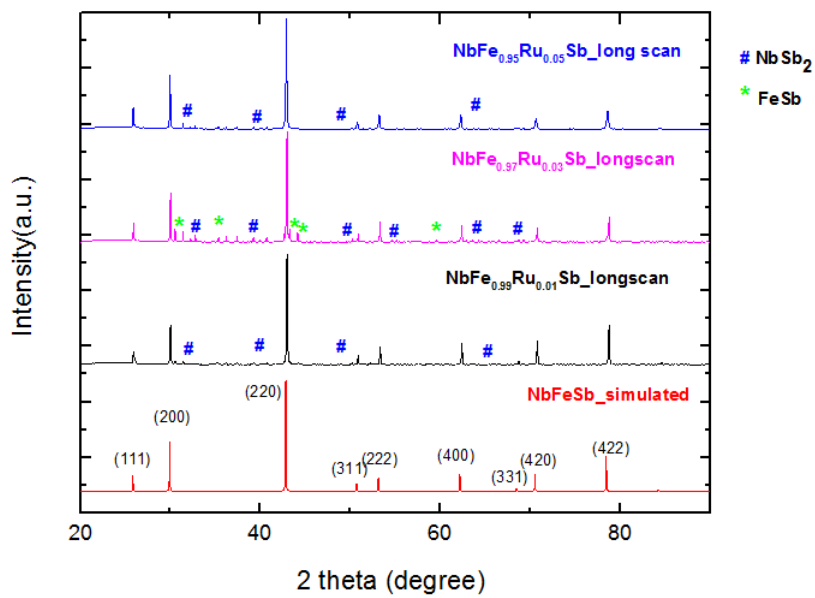 NbFe0.95Ru0.05Sb_long scan
# NbSb2
* FeSb
# # # #
NbFe0.97Ru0.03Sb_longscan
* # * # * * # # * # #
NbFe0.99Ru0.01Sb_longscan
# # # #
NbFeSb_simulated
(111) (200) (220) (311) (222) (400) (331) (420) (422)
20 40 60 80
2 theta (degree)
Intensity(a.u.)